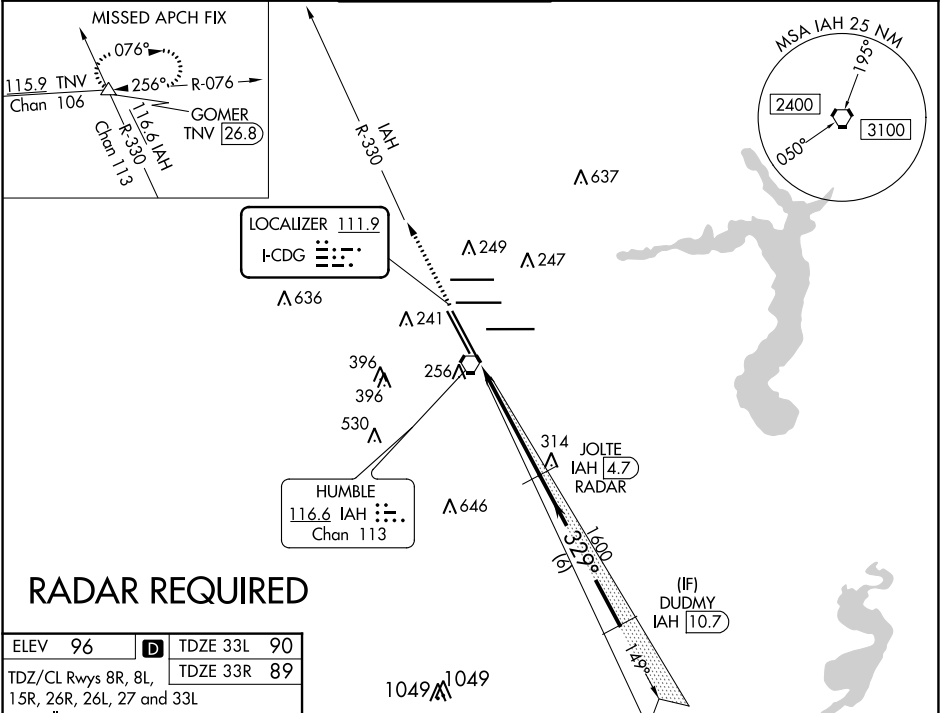 MISSED APCH FIX
076°
115.9 TNV
Chan 106
256°
R-076
GOMER
TNV 26.8
116.6 IAH
R-330
Chan 113
IAH
R-330
MSA IAH 25 NM
195°
2400
3100
050°
637
LOCALIZER 111.9
I-CDG
249
247
636
241
396
396
256
530
314
JOLTE
IAH 4.7
RADAR
HUMBLE
116.6 IAH
Chan 113
646
1600
329°
(6)
(IF)
DUDMY
IAH 10.7
149°
RADAR REQUIRED
ELEV 96
D
TDZE 33L 90
TDZE 33R 89
TDZ/CL Rwys 8R, 8L,
15R, 26R, 26L, 27 and 33L
1049
1049